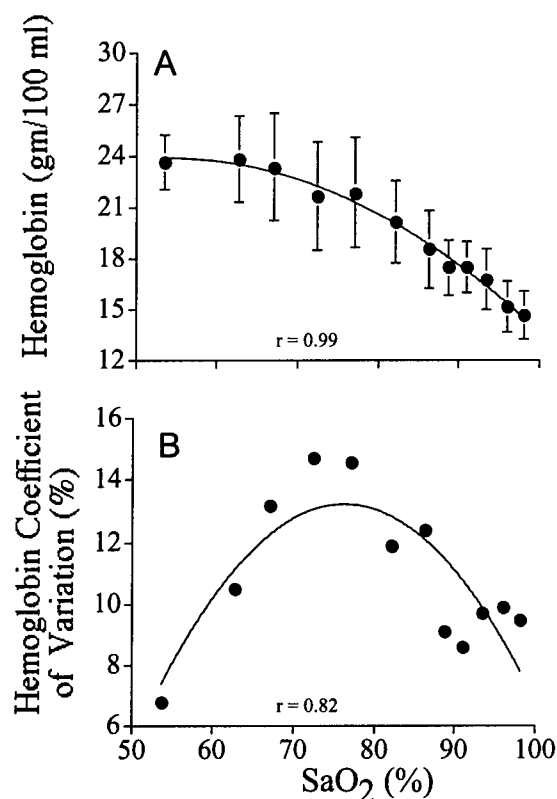 A
Hemoglobin (gm/100 ml)
30
27
24
21
18
15
12
r = 0.99
B
Hemoglobin Coefficient
of Variation (%)
16
14
12
10
8
6
r = 0.82
50 60 70 80 90 100
SaO2 (%)